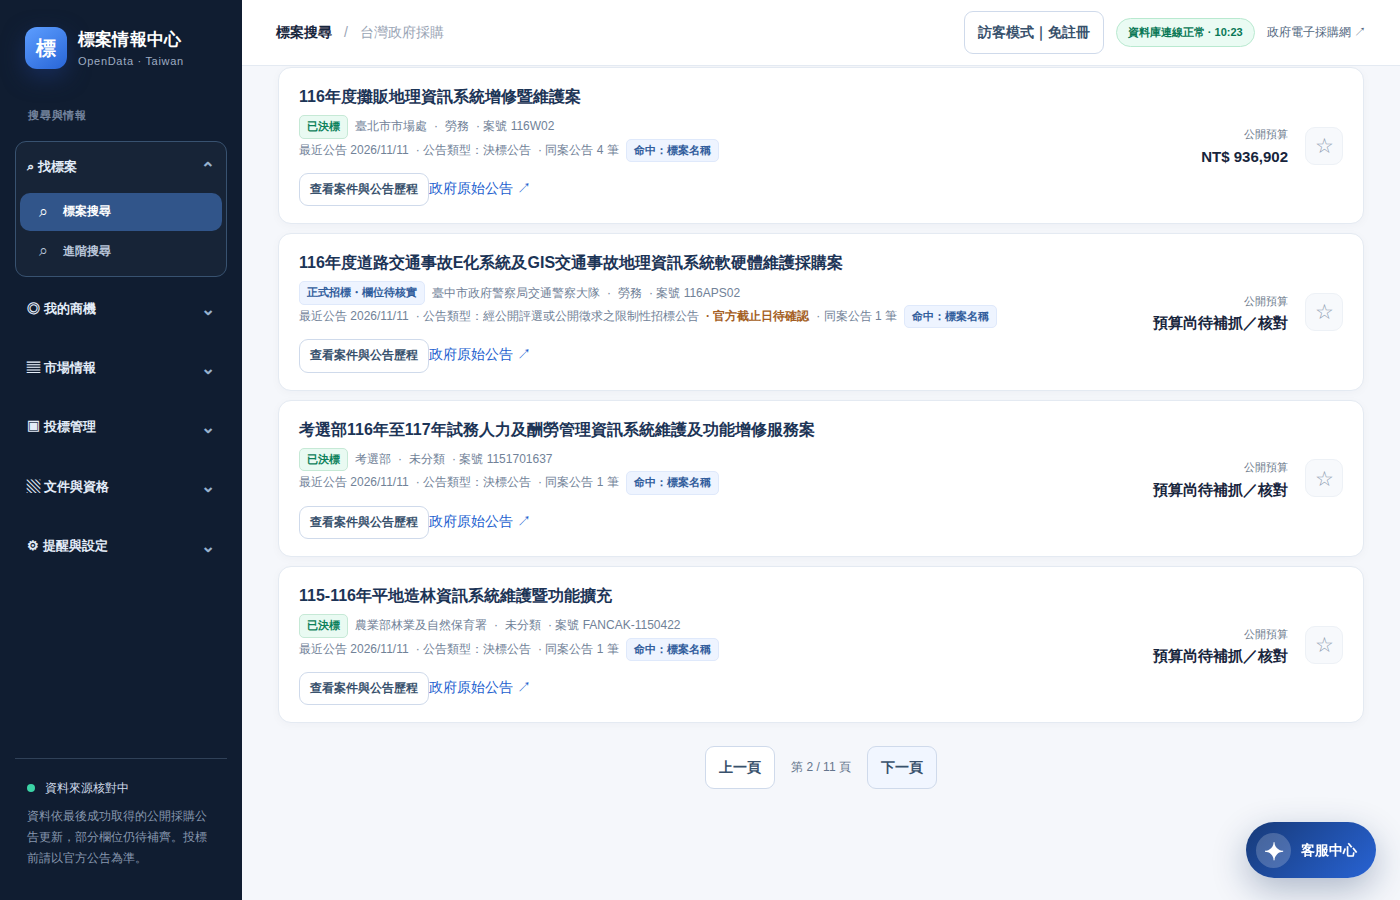 標
標案情報中心
OpenData · Taiwan
搜尋與情報
⌕ 找標案
標案搜尋
進階搜尋
◎ 我的商機
▤ 市場情報
▣ 投標管理
▧ 文件與資格
⚙ 提醒與設定
資料來源核對中
資料依最後成功取得的公開採購公
告更新，部分欄位仍待補齊。投標
前請以官方公告為準。
標案搜尋 / 台灣政府採購
訪客模式｜免註冊
資料庫連線正常 · 10:23
政府電子採購網 ↗
116年度攤販地理資訊系統增修暨維護案
已決標 臺北市市場處 · 勞務 · 案號 116W02
最近公告 2026/11/11 · 公告類型：決標公告 · 同案公告 4 筆 命中：標案名稱
查看案件與公告歷程 政府原始公告 ↗
公開預算
NT$ 936,902
☆
116年度道路交通事故E化系統及GIS交通事故地理資訊系統軟硬體維護採購案
正式招標・欄位待核實 臺中市政府警察局交通警察大隊 · 勞務 · 案號 116APS02
最近公告 2026/11/11 · 公告類型：經公開評選或公開徵求之限制性招標公告 · 官方截止日待確認 · 同案公告 1 筆 命中：標案名稱
查看案件與公告歷程 政府原始公告 ↗
公開預算
預算尚待補抓／核對
☆
考選部116年至117年試務人力及酬勞管理資訊系統維護及功能增修服務案
已決標 考選部 · 未分類 · 案號 1151701637
最近公告 2026/11/11 · 公告類型：決標公告 · 同案公告 1 筆 命中：標案名稱
查看案件與公告歷程 政府原始公告 ↗
公開預算
預算尚待補抓／核對
☆
115-116年平地造林資訊系統維護暨功能擴充
已決標 農業部林業及自然保育署 · 未分類 · 案號 FANCAK-1150422
最近公告 2026/11/11 · 公告類型：決標公告 · 同案公告 1 筆 命中：標案名稱
查看案件與公告歷程 政府原始公告 ↗
公開預算
預算尚待補抓／核對
☆
上一頁 第 2 / 11 頁 下一頁
客服中心